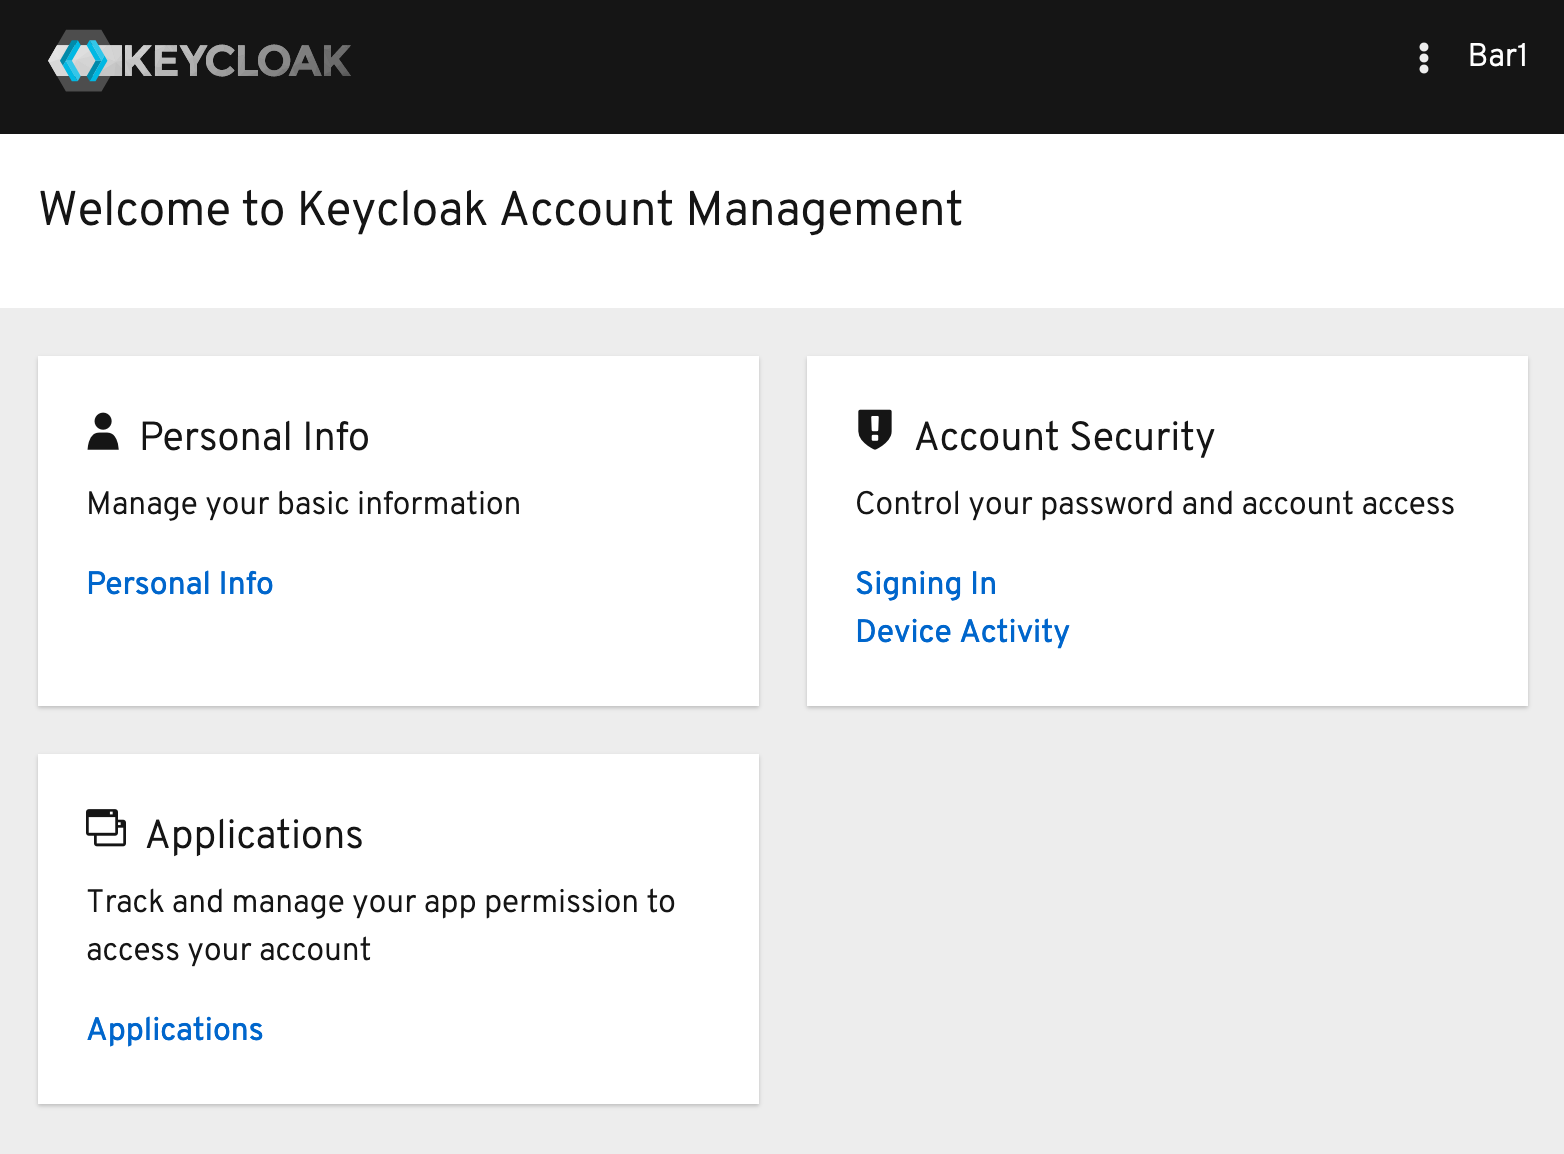 KEYCLOAK
Bar1
Welcome to Keycloak Account Management
Personal Info
Manage your basic information
Personal Info
Account Security
Control your password and account access
Signing In
Device Activity
Applications
Track and manage your app permission to
access your account
Applications